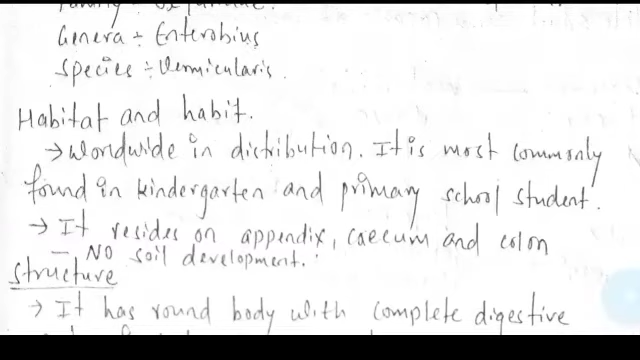 Genera ÷ Enterobius
Species ÷ Vermicularis.
Habitat and habit.
→ Worldwide in distribution. It is most commonly
found in kindergarten and primary school student.
→ It resides on appendix, caecum and colon
– No soil development.
structure
→ It has round body with complete digestive